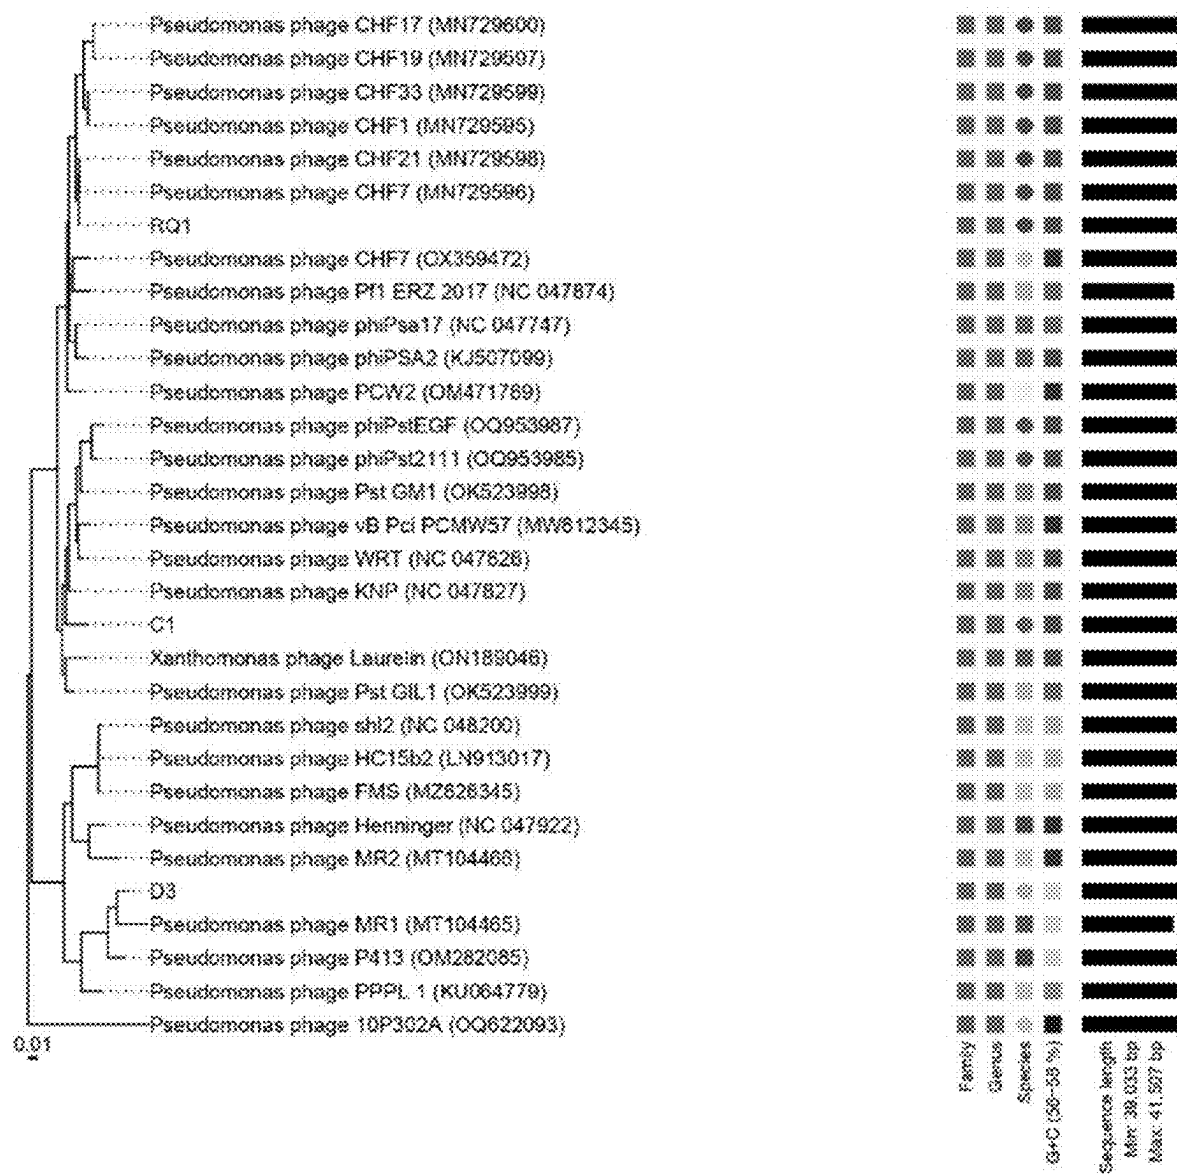 Pseudomonas phage CHF17 (MN729600)
Pseudomonas phage CHF19 (MN729597)
Pseudomonas phage CHF33 (MN729599)
Pseudomonas phage CHF1 (MN729595)
Pseudomonas phage CHF21 (MN729598)
Pseudomonas phage CHF7 (MN729596)
RQ1
Pseudomonas phage CHF7 (OX359472)
Pseudomonas phage Pf1 ERZ 2017 (NC 047874)
Pseudomonas phage phiPsa17 (NC 047747)
Pseudomonas phage phiPSA2 (KJ507099)
Pseudomonas phage PCW2 (OM471789)
Pseudomonas phage phiPstEGF (OQ953987)
Pseudomonas phage phiPst2111 (OQ953985)
Pseudomonas phage Pst GM1 (OK523998)
Pseudomonas phage vB Pci PCMW57 (MW612345)
Pseudomonas phage WRT (NC 047828)
Pseudomonas phage KNP (NC 047827)
C1
Xanthomonas phage Laurelin (ON189046)
Pseudomonas phage Pst GIL1 (OK523999)
Pseudomonas phage shl2 (NC 048200)
Pseudomonas phage HC15b2 (LN913017)
Pseudomonas phage FMS
Pseudomonas phage Henninger (NC 047922)
Pseudomonas phage MR2
D3
Pseudomonas phage MR1 (MT104465)
Pseudomonas phage P413 (OM282085)
Pseudomonas phage PPPL 1 (KU064779)
Pseudomonas phage 10P302A (OQ622093)
0.01
Family
Genus
Species
G+C (56-58 %)
Sequence length
Min: 39.033 bp
Max: bp